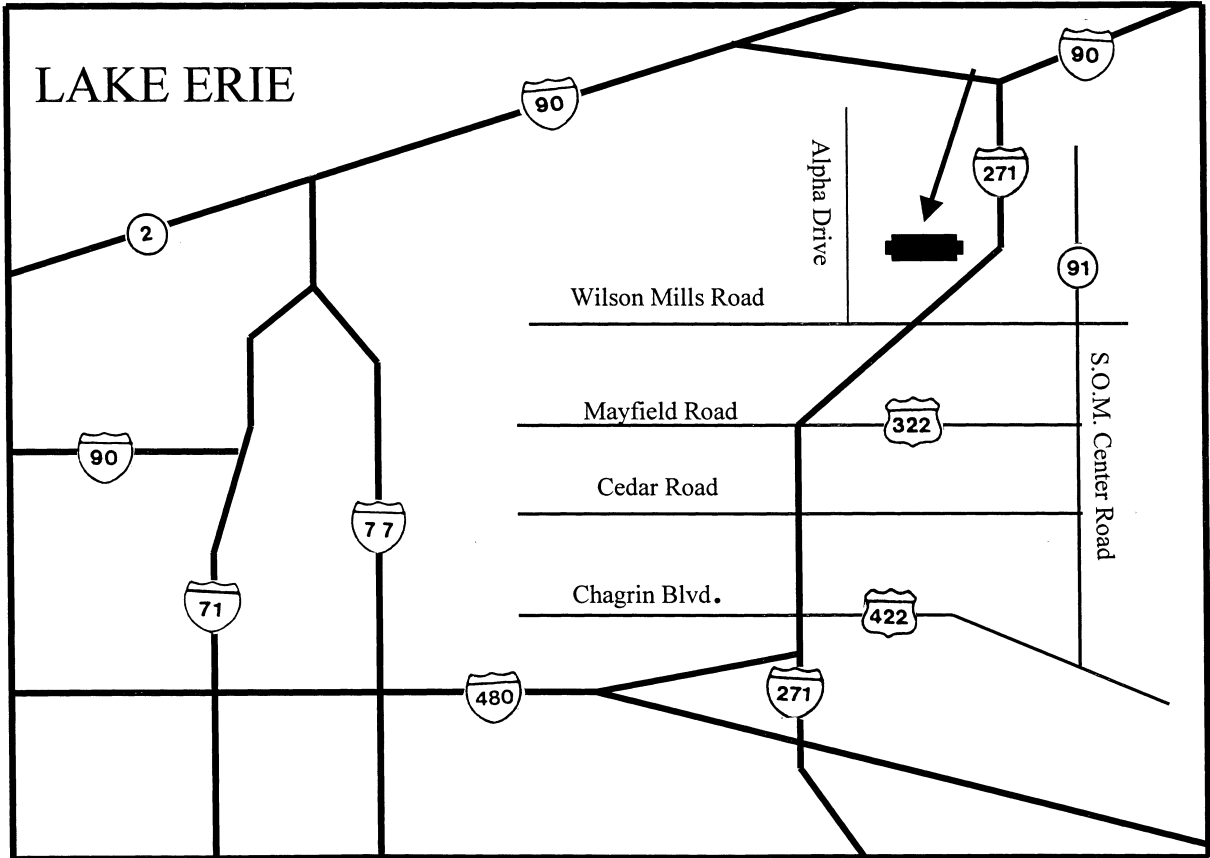 90
LAKE ERIE
90
Alpha Drive
271
2
91
Wilson Mills Road
S.O.M. Center Road
Mayfield Road
322
90
Cedar Road
77
71
Chagrin Blvd.
422
480
271